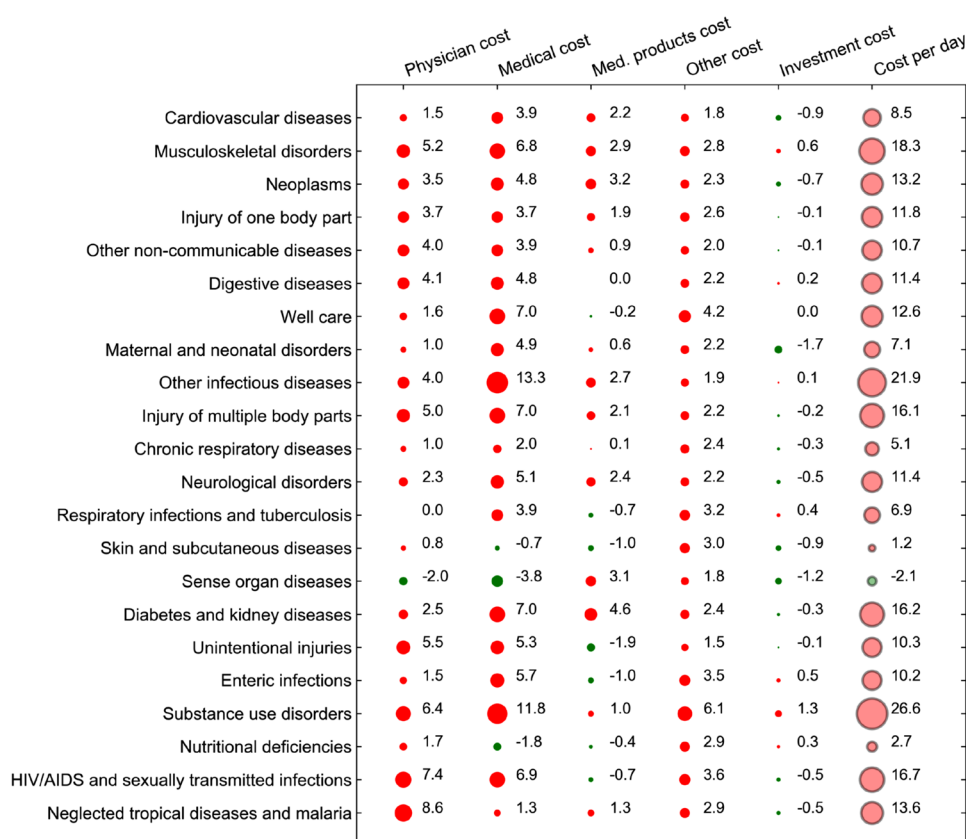 Physician cost Medical cost Med. products cost Other cost Investment cost Cost per day
Cardiovascular diseases 1.5 3.9 2.2 1.8 -0.9 8.5
Musculoskeletal disorders 5.2 6.8 2.9 2.8 0.6 18.3
Neoplasms 3.5 4.8 3.2 2.3 -0.7 13.2
Injury of one body part 3.7 3.7 1.9 2.6 -0.1 11.8
Other non-communicable diseases 4.0 3.9 0.9 2.0 -0.1 10.7
Digestive diseases 4.1 4.8 0.0 2.2 0.2 11.4
Well care 1.6 7.0 -0.2 4.2 0.0 12.6
Maternal and neonatal disorders 1.0 4.9 0.6 2.2 -1.7 7.1
Other infectious diseases 4.0 13.3 2.7 1.9 0.1 21.9
Injury of multiple body parts 5.0 7.0 2.1 2.2 -0.2 16.1
Chronic respiratory diseases 1.0 2.0 0.1 2.4 -0.3 5.1
Neurological disorders 2.3 5.1 2.4 2.2 -0.5 11.4
Respiratory infections and tuberculosis 0.0 3.9 -0.7 3.2 0.4 6.9
Skin and subcutaneous diseases 0.8 -0.7 -1.0 3.0 -0.9 1.2
Sense organ diseases -2.0 -3.8 3.1 1.8 -1.2 -2.1
Diabetes and kidney diseases 2.5 7.0 4.6 2.4 -0.3 16.2
Unintentional injuries 5.5 5.3 -1.9 1.5 -0.1 10.3
Enteric infections 1.5 5.7 -1.0 3.5 0.5 10.2
Substance use disorders 6.4 11.8 1.0 6.1 1.3 26.6
Nutritional deficiencies 1.7 -1.8 -0.4 2.9 0.3 2.7
HIV/AIDS and sexually transmitted infections 7.4 6.9 -0.7 3.6 -0.5 16.7
Neglected tropical diseases and malaria 8.6 1.3 1.3 2.9 -0.5 13.6